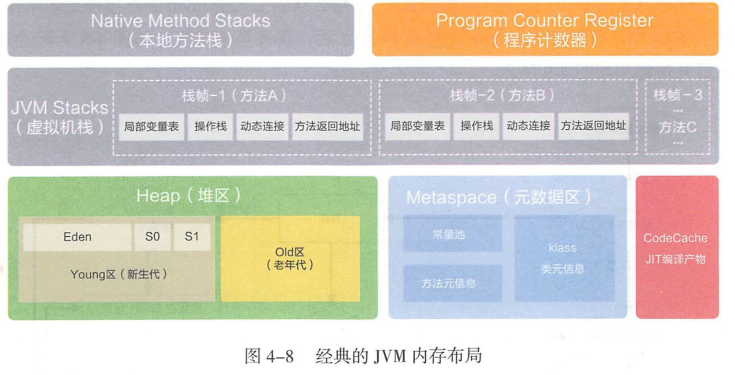 Native Method Stacks
（本地方法栈）
Program Counter Register
（程序计数器）
JVM Stacks
（虚拟机栈）
栈帧-1（方法A）
局部变量表 操作栈 动态连接 方法返回地址
栈帧-2（方法B）
局部变量表 操作栈 动态连接 方法返回地址
栈帧-3
...
方法C
...
Heap（堆区）
Eden S0 S1
Young区（新生代）
Old区
（老年代）
Metaspace（元数据区）
常量池
方法元信息
klass
类元信息
CodeCache
JIT编译产物
图 4-8 经典的 JVM 内存布局